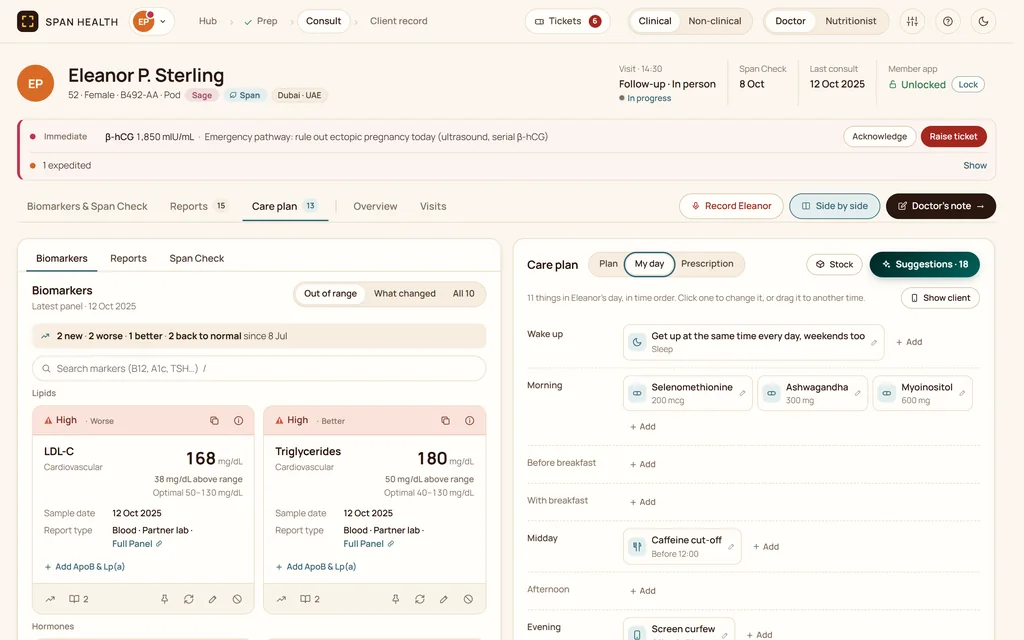 SPAN HEALTH
EP
Hub
Prep
Consult
Client record
Tickets 6
Clinical
Non-clinical
Doctor
Nutritionist
EP
Eleanor P. Sterling
52 · Female · B492-AA · Pod Sage Span Dubai · UAE
Visit · 14:30
Follow-up · In person
In progress
Span Check
8 Oct
Last consult
12 Oct 2025
Member app
Unlocked
Lock
Immediate β-hCG 1,850 mIU/mL · Emergency pathway: rule out ectopic pregnancy today (ultrasound, serial β-hCG)
Acknowledge
Raise ticket
1 expedited
Show
Biomarkers & Span Check
Reports 15
Care plan 13
Overview
Visits
Record Eleanor
Side by side
Doctor's note →
Biomarkers
Reports
Span Check
Biomarkers
Latest panel · 12 Oct 2025
Out of range
What changed
All 10
2 new · 2 worse · 1 better · 2 back to normal since 8 Jul
Search markers (B12, A1c, TSH…) /
Lipids
High · Worse
LDL-C
Cardiovascular
168 mg/dL
38 mg/dL above range
Optimal 50–130 mg/dL
Sample date 12 Oct 2025
Report type Blood · Partner lab ·
Full Panel
+ Add ApoB & Lp(a)
2
High · Better
Triglycerides
Cardiovascular
180 mg/dL
50 mg/dL above range
Optimal 40–130 mg/dL
Sample date 12 Oct 2025
Report type Blood · Partner lab ·
Full Panel
+ Add ApoB & Lp(a)
2
Hormones
Care plan
Plan
My day
Prescription
Stock
Suggestions · 18
11 things in Eleanor's day, in time order. Click one to change it, or drag it to another time.
Show client
Wake up
Get up at the same time every day, weekends too
Sleep
+ Add
Morning
Selenomethionine
200 mcg
Ashwagandha
300 mg
Myoinositol
600 mg
+ Add
Before breakfast
+ Add
With breakfast
+ Add
Midday
Caffeine cut-off
Before 12:00
+ Add
Afternoon
+ Add
Evening
Screen curfew
+ Add